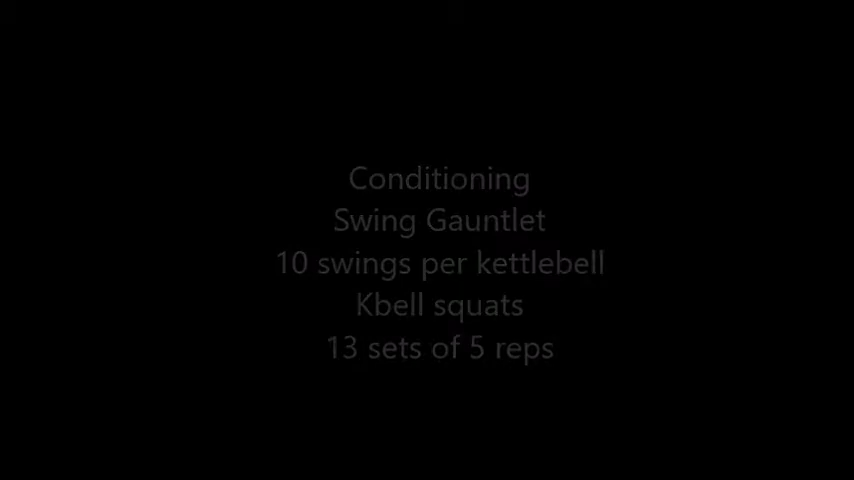 Conditioning
Swing Gauntlet
10 swings per kettlebell
Kbell squats
13 sets of 5 reps